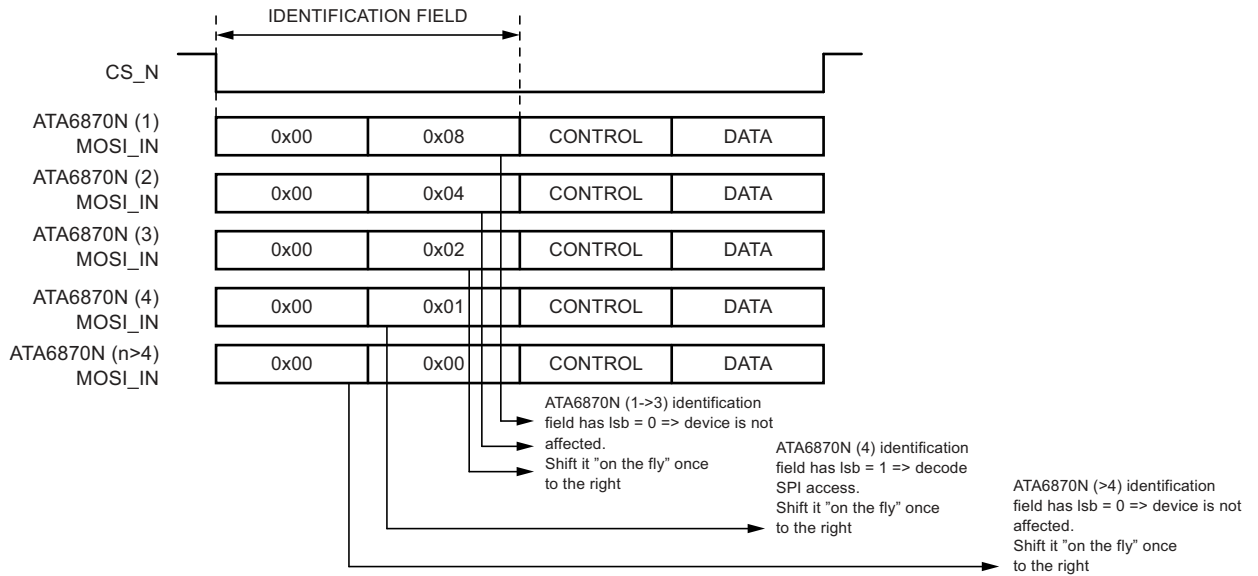 IDENTIFICATION FIELD
CS_N
ATA6870N (1)
MOSI_IN
0x00 0x08 CONTROL DATA
ATA6870N (2)
MOSI_IN
0x00 0x04 CONTROL DATA
ATA6870N (3)
MOSI_IN
0x00 0x02 CONTROL DATA
ATA6870N (4)
MOSI_IN
0x00 0x01 CONTROL DATA
ATA6870N (n>4)
MOSI_IN
0x00 0x00 CONTROL DATA
ATA6870N (1->3) identification
field has lsb = 0 => device is not
affected.
Shift it "on the fly" once
to the right
ATA6870N (4) identification
field has lsb = 1 => decode
SPI access.
Shift it "on the fly" once
to the right
ATA6870N (>4) identification
field has lsb = 0 => device is not
affected.
Shift it "on the fly" once
to the right